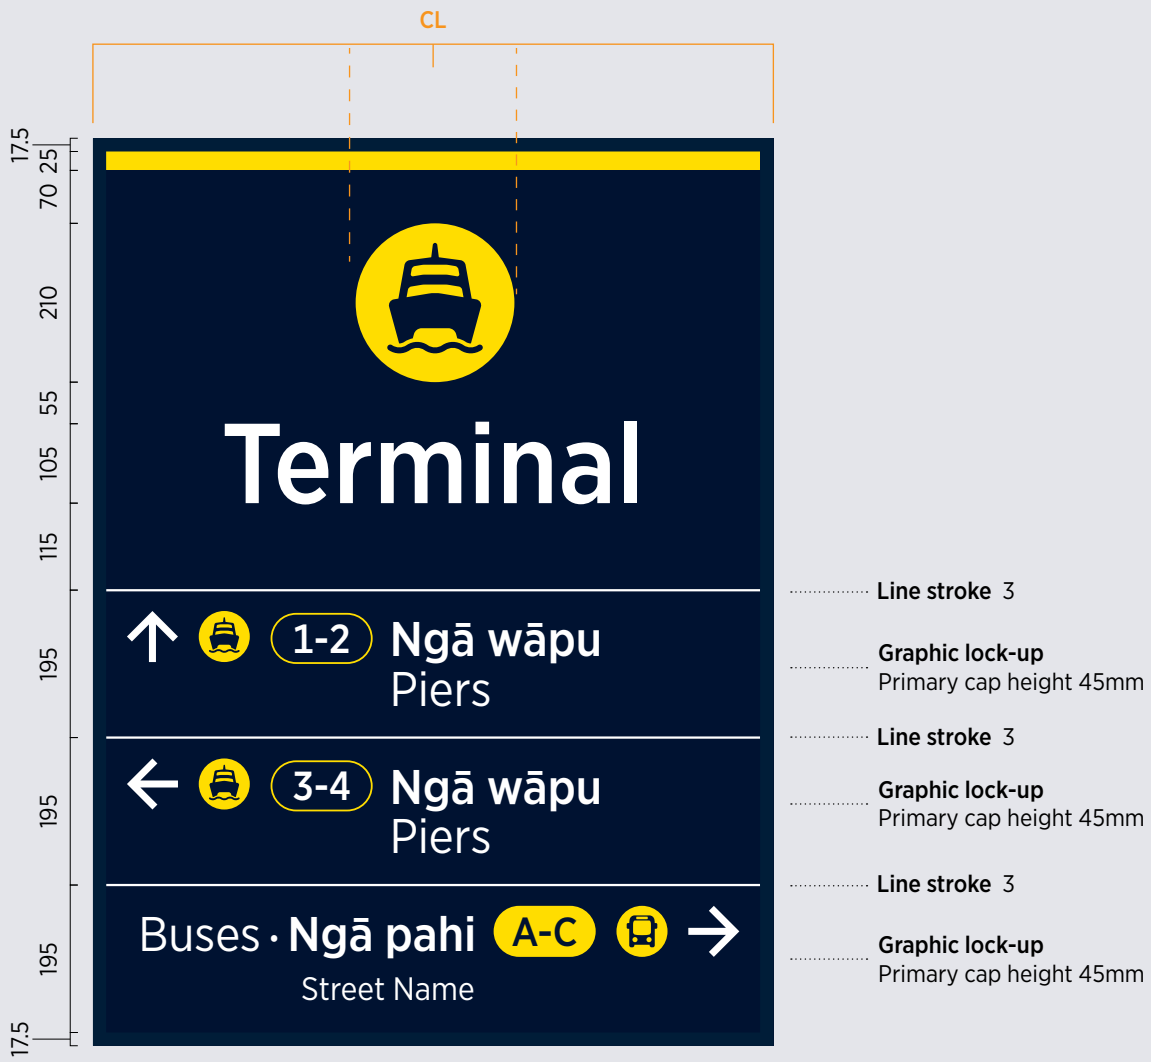 CL
17.5
25
70
210
55
105
115
195
195
195
17.5
Terminal
1-2 Ngā wāpu
Piers
3-4 Ngā wāpu
Piers
Buses · Ngā pahi A-C
Street Name
Line stroke 3
Graphic lock-up
Primary cap height 45mm
Line stroke 3
Graphic lock-up
Primary cap height 45mm
Line stroke 3
Graphic lock-up
Primary cap height 45mm